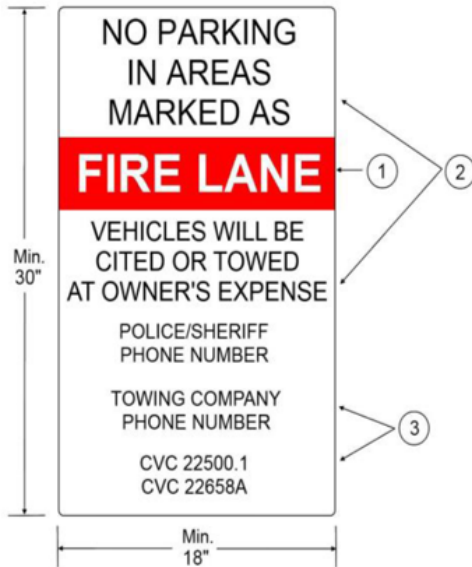 NO PARKING
IN AREAS
MARKED AS
FIRE LANE
1
2
VEHICLES WILL BE
CITED OR TOWED
AT OWNER'S EXPENSE
Min.
30"
POLICE/SHERIFF
PHONE NUMBER
TOWING COMPANY
PHONE NUMBER
3
CVC 22500.1
CVC 22658A
Min.
18"